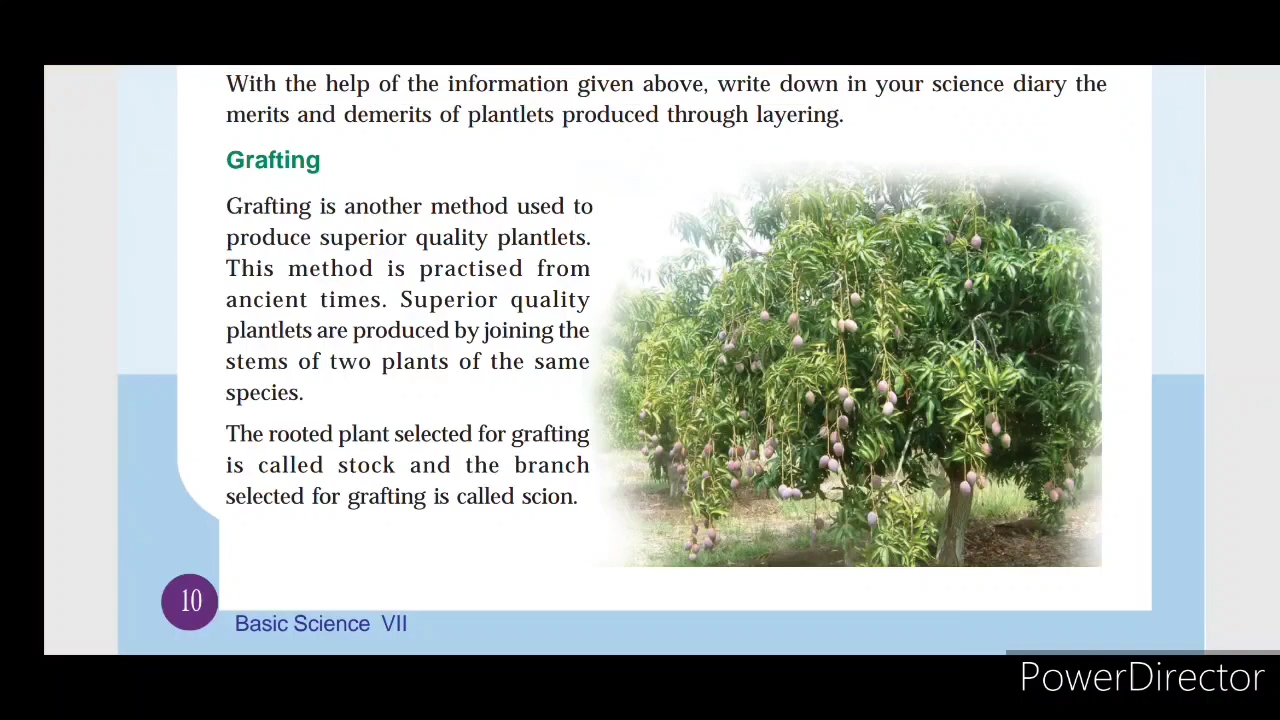 With the help of the information given above, write down in your science diary the
merits and demerits of plantlets produced through layering.
Grafting
Grafting is another method used to
produce superior quality plantlets.
This method is practised from
ancient times. Superior quality
plantlets are produced by joining the
stems of two plants of the same
species.
The rooted plant selected for grafting
is called stock and the branch
selected for grafting is called scion.
10
Basic Science VII
PowerDirector